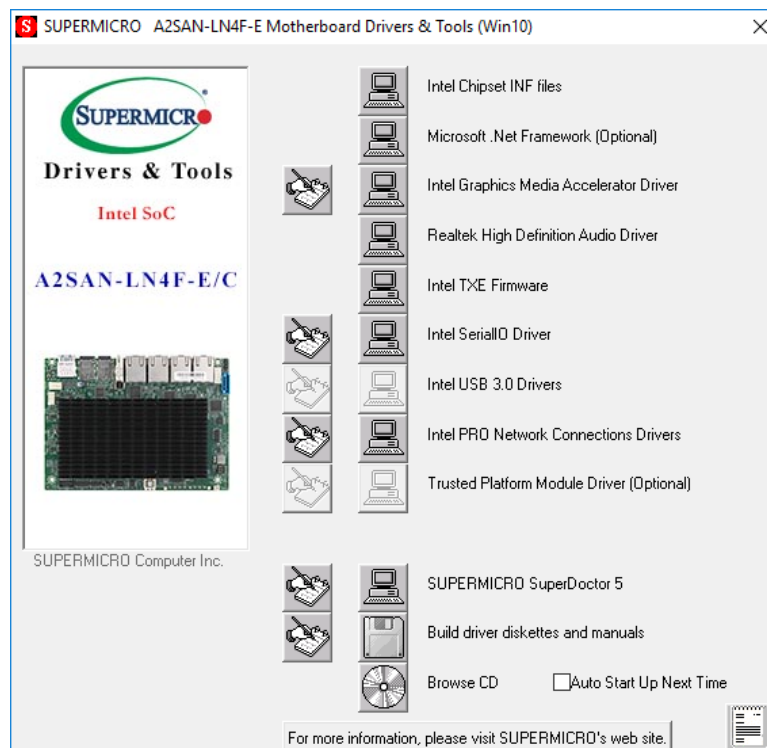 SUPERMICRO A2SAN-LN4F-E Motherboard Drivers & Tools (Win10)
SUPERMICRO
Drivers & Tools
Intel SoC
A2SAN-LN4F-E/C
SUPERMICRO Computer Inc.
Intel Chipset INF files
Microsoft .Net Framework (Optional)
Intel Graphics Media Accelerator Driver
Realtek High Definition Audio Driver
Intel TXE Firmware
Intel SerialIO Driver
Intel USB 3.0 Drivers
Intel PRO Network Connections Drivers
Trusted Platform Module Driver (Optional)
SUPERMICRO SuperDoctor 5
Build driver diskettes and manuals
Browse CD Auto Start Up Next Time
For more information, please visit SUPERMICRO's web site.